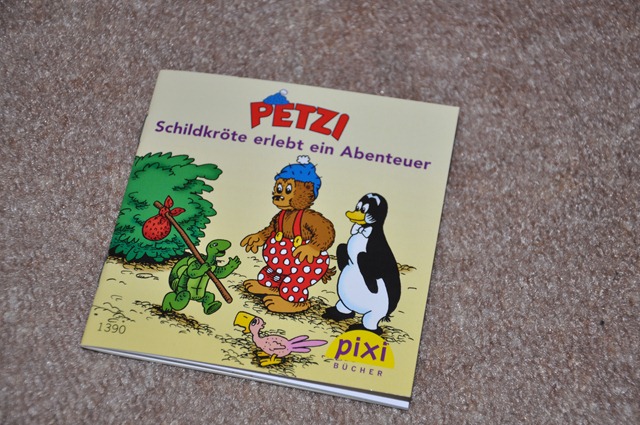 PETZI
Schildkröte erlebt ein Abenteuer
1390
pixi
BÜCHER